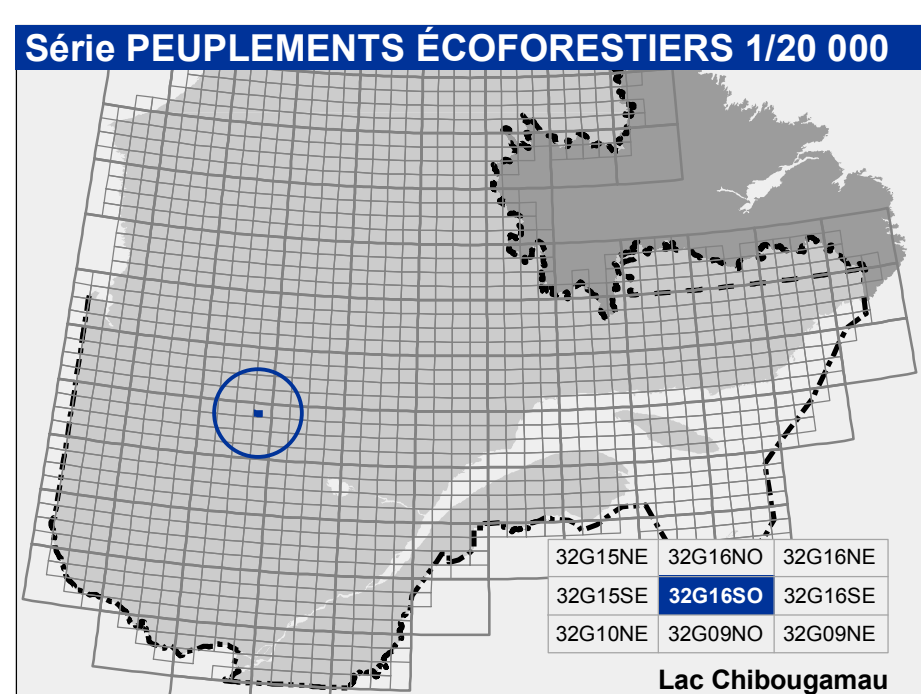 Série PEUPLEMENTS ÉCOFORESTIERS 1/20 000
32G15NE 32G16NO 32G16NE
32G15SE 32G16SO 32G16SE
32G10NE 32G09NO 32G09NE
Lac Chibougamau